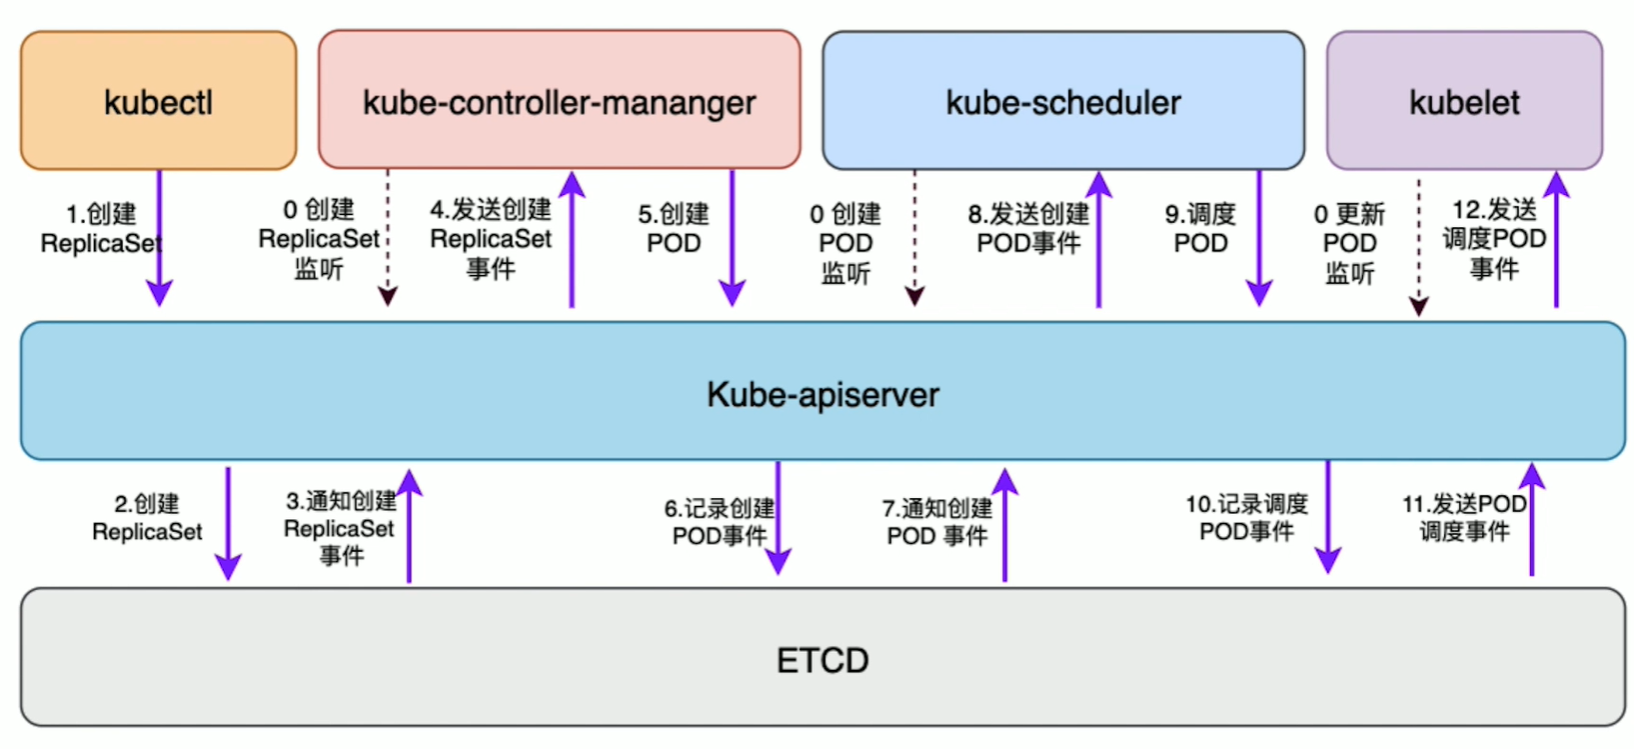 kubectl
kube-controller-mananger
kube-scheduler
kubelet
1.创建
ReplicaSet
0 创建
ReplicaSet
监听
4.发送创建
ReplicaSet
事件
5.创建
POD
0 创建
POD
监听
8.发送创建
POD事件
9.调度
POD
0 更新
POD
监听
12.发送
调度POD
事件
Kube-apiserver
2.创建
ReplicaSet
3.通知创建
ReplicaSet
事件
6.记录创建
POD事件
7.通知创建
POD 事件
10.记录调度
POD事件
11.发送POD
调度事件
ETCD